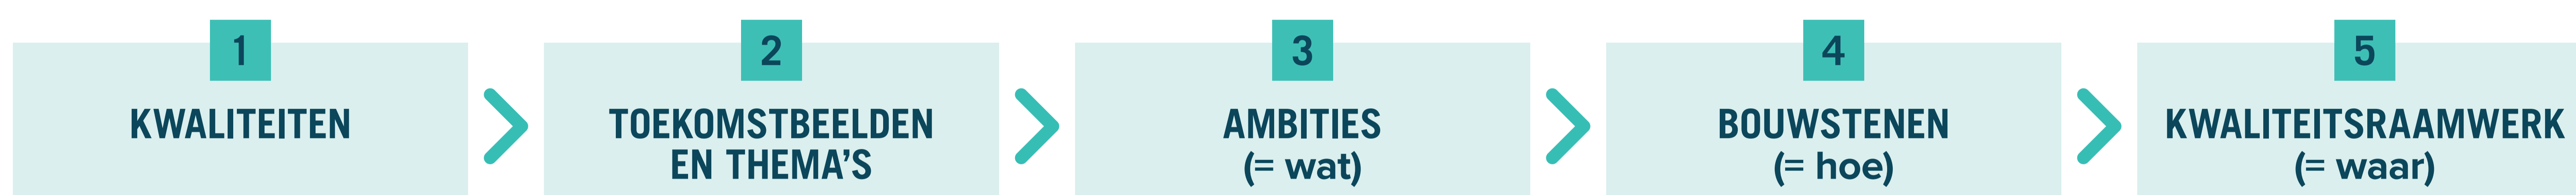 1
KWALITEITEN
2
TOEKOMSTBEELDEN
EN THEMA’S
3
AMBITIES
(= wat)
4
BOUWSTENEN
(= hoe)
5
KWALITEITSRAAMWERK
(= waar)